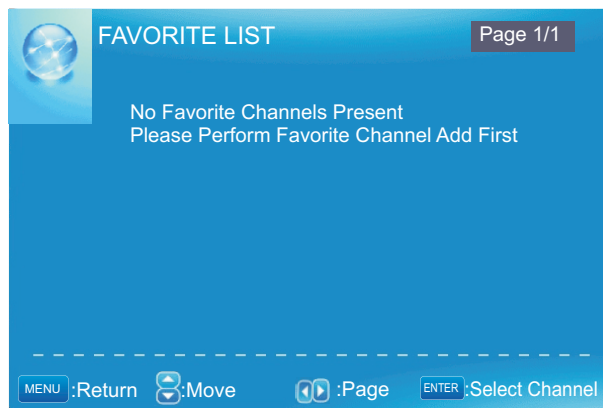 FAVORITE LIST
Page 1/1
No Favorite Channels Present
Please Perform Favorite Channel Add First
MENU :Return :Move :Page ENTER :Select Channel